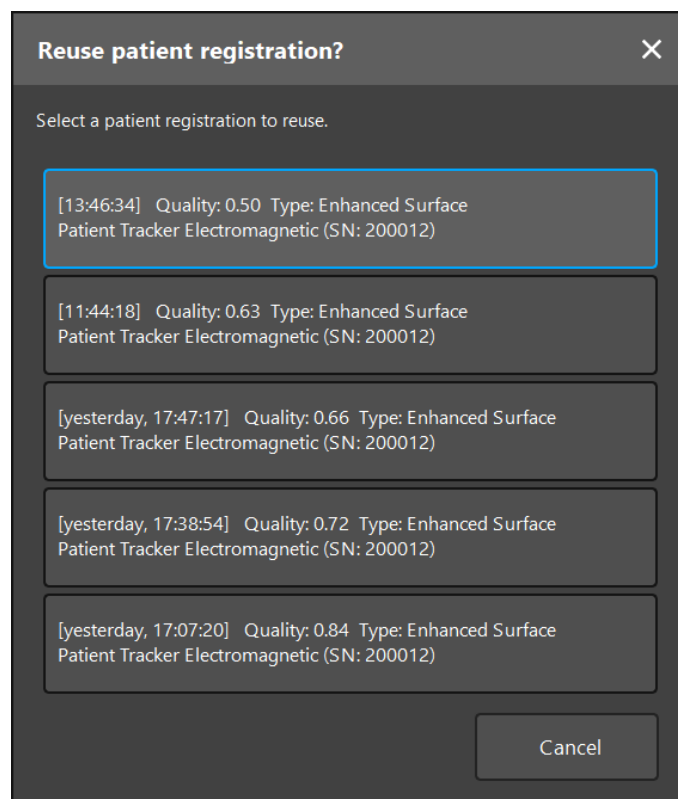 Reuse patient registration?
Select a patient registration to reuse.
[13:46:34] Quality: 0.50 Type: Enhanced Surface
Patient Tracker Electromagnetic (SN: 200012)
[11:44:18] Quality: 0.63 Type: Enhanced Surface
Patient Tracker Electromagnetic (SN: 200012)
[yesterday, 17:47:17] Quality: 0.66 Type: Enhanced Surface
Patient Tracker Electromagnetic (SN: 200012)
[yesterday, 17:38:54] Quality: 0.72 Type: Enhanced Surface
Patient Tracker Electromagnetic (SN: 200012)
[yesterday, 17:07:20] Quality: 0.84 Type: Enhanced Surface
Patient Tracker Electromagnetic (SN: 200012)
Cancel